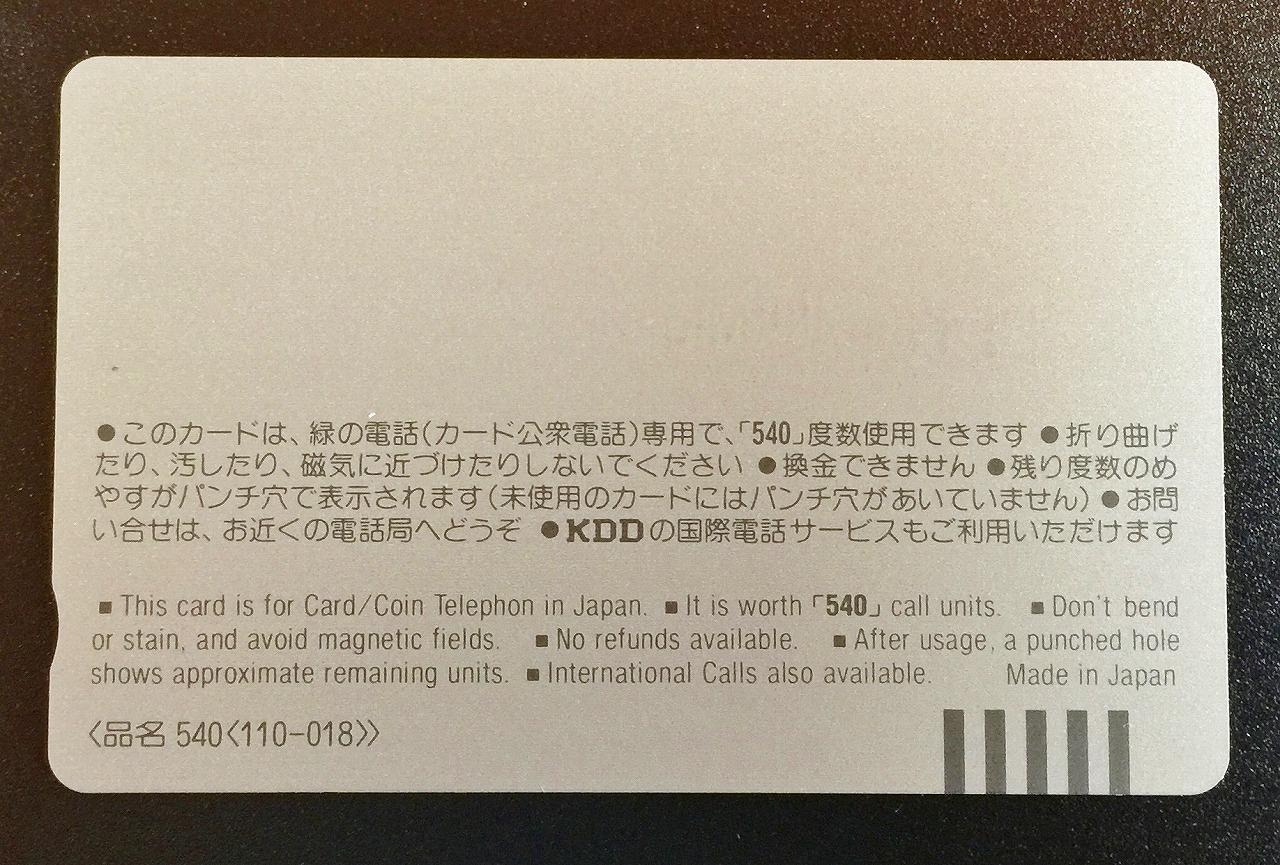 ●このカードは、緑の電話(カード公衆電話)専用で、「540」度数使用できます ●折り曲げ
たり、汚したり、磁気に近づけたりしないでください ●換金できません ●残り度数のめ
やすがパンチ穴で表示されます(未使用のカードにはパンチ穴があいていません) ●お問
い合せは、お近くの電話局へどうぞ ●KDDの国際電話サービスもご利用いただけます
■This card is for Card/Coin Telephon in Japan. ■It is worth「540」call units. ■Don't bend
or stain, and avoid magnetic fields. ■No refunds available. ■After usage, a punched hole
shows approximate remaining units. ■International Calls also available. Made in Japan
〈品名 540〈110-018〉〉